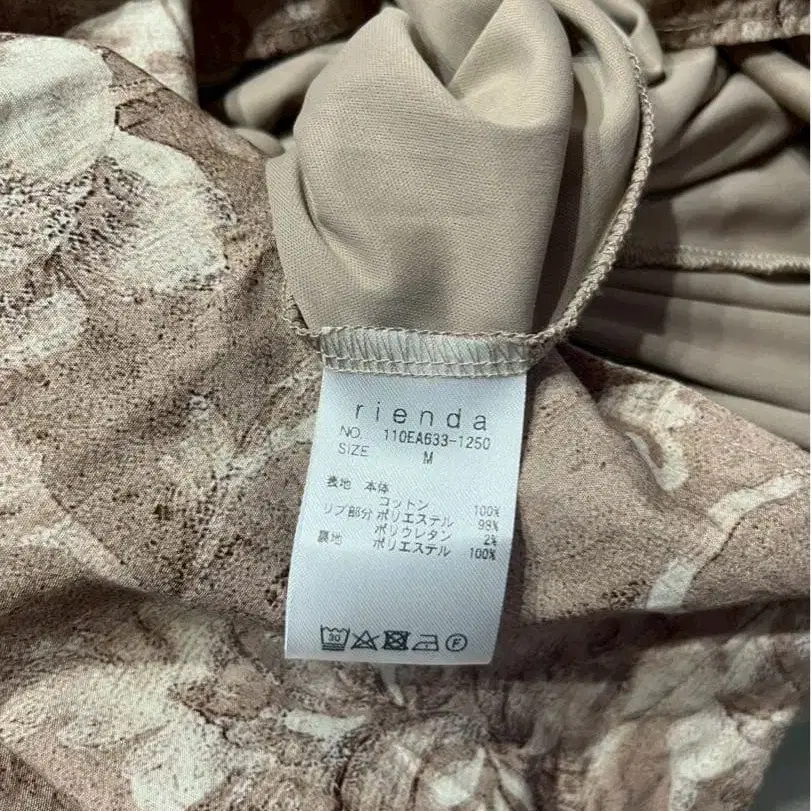 rienda
NO. 110EA633-1250
SIZE M
表地 本体
コットン 100%
リブ部分 ポリエステル 98%
ポリウレタン 2%
裏地 ポリエステル 100%
30 F